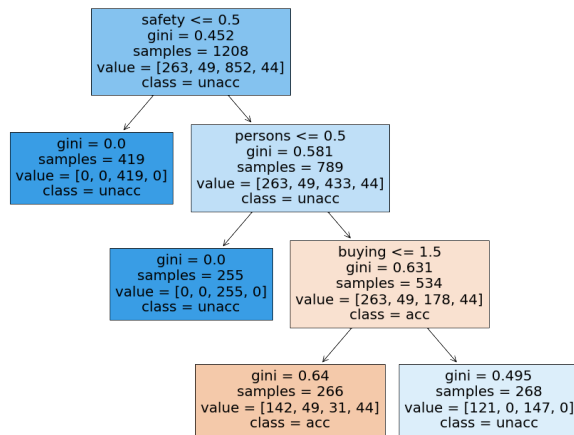 safety <= 0.5
gini = 0.452
samples = 1208
value = [263, 49, 852, 44]
class = unacc
gini = 0.0
samples = 419
value = [0, 0, 419, 0]
class = unacc
persons <= 0.5
gini = 0.581
samples = 789
value = [263, 49, 433, 44]
class = unacc
gini = 0.0
samples = 255
value = [0, 0, 255, 0]
class = unacc
buying <= 1.5
gini = 0.631
samples = 534
value = [263, 49, 178, 44]
class = acc
gini = 0.64
samples = 266
value = [142, 49, 31, 44]
class = acc
gini = 0.495
samples = 268
value = [121, 0, 147, 0]
class = unacc